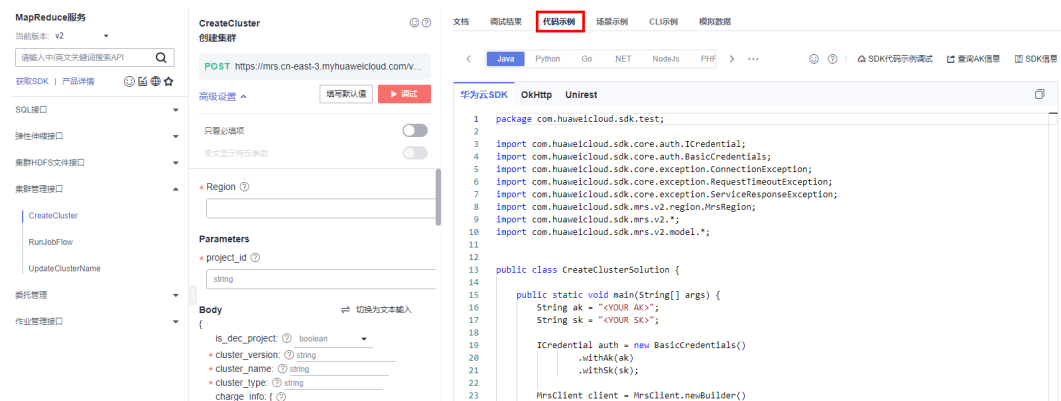 MapReduce服务
当前版本: v2
请输入中/英文关键词搜索API
获取SDK | 产品详情
SQL接口
弹性伸缩接口
集群HDFS文件接口
集群管理接口
CreateCluster
RunJobFlow
UpdateClusterName
委托管理
作业管理接口
CreateCluster
创建集群
POST https://mrs.cn-east-3.myhuaweicloud.com/v...
高级设置 填写默认值 调试
只看必填项
* Region
Parameters
* project_id
string
Body 切换为文本输入
{
is_dec_project: boolean
* cluster_version: string
* cluster_name: string
* cluster_type: string
charge_info: {
文档 调试结果 代码示例 场景示例 CLI示例 模拟数据
Java Python Go .NET NodeJs PHP ...
SDK代码示例调试 查询AK信息 SDK信息
华为云SDK OkHttp Unirest
1 package com.huaweicloud.sdk.test;
2
3 import com.huaweicloud.sdk.core.auth.ICredential;
4 import com.huaweicloud.sdk.core.auth.BasicCredentials;
5 import com.huaweicloud.sdk.core.exception.ConnectionException;
6 import com.huaweicloud.sdk.core.exception.RequestTimeoutException;
7 import com.huaweicloud.sdk.core.exception.ServiceResponseException;
8 import com.huaweicloud.sdk.mrs.v2.region.MrsRegion;
9 import com.huaweicloud.sdk.mrs.v2.*;
10 import com.huaweicloud.sdk.mrs.v2.model.*;
11
12
13 public class CreateClusterSolution {
14
15 public static void main(String[] args) {
16 String ak = "<YOUR AK>";
17 String sk = "<YOUR SK>";
18
19 ICredential auth = new BasicCredentials()
20 .withAk(ak)
21 .withSk(sk);
22
23 MrsClient client = MrsClient.newBuilder()